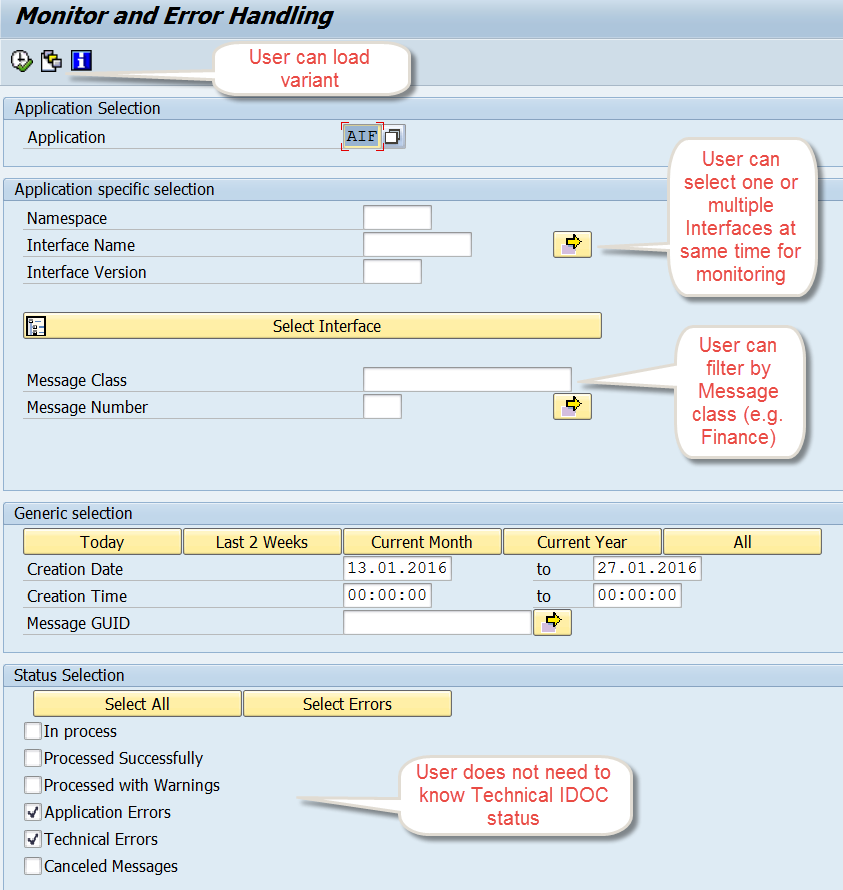 Monitor and Error Handling
User can load
variant
Application Selection
Application AIF
User can
select one or
multiple
Interfaces at
same time for
monitoring
Application specific selection
Namespace
Interface Name
Interface Version
Select Interface
User can
filter by
Message
class (e.g.
Finance)
Message Class
Message Number
Generic selection
Today Last 2 Weeks Current Month Current Year All
Creation Date 13.01.2016 to 27.01.2016
Creation Time 00:00:00 to 00:00:00
Message GUID
Status Selection
Select All Select Errors
In process
Processed Successfully
Processed with Warnings
Application Errors
Technical Errors
Canceled Messages
User does not need to
know Technical IDOC
status